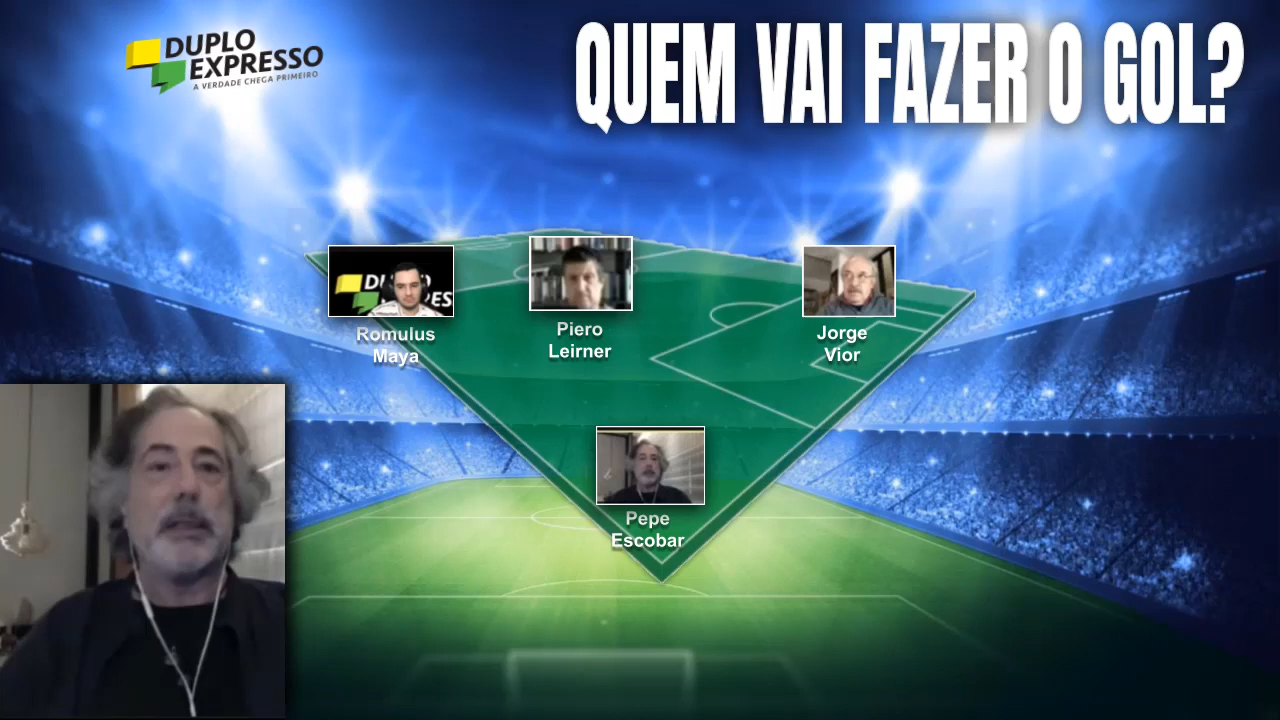 DUPLO
EXPRESSO
A VERDADE CHEGA PRIMEIRO
QUEM VAI FAZER O GOL?
Romulus
Maya
Piero
Leirner
Jorge
Vior
Pepe
Escobar